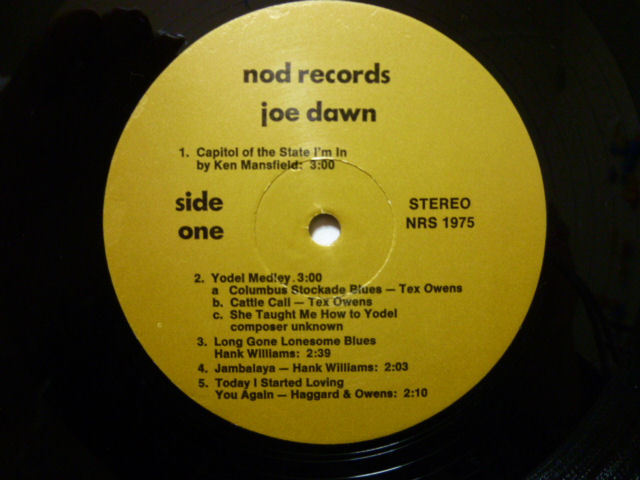 nod records
joe dawn
1. Capitol of the State I'm In
by Ken Mansfield: 3:00
side
one
STEREO
NRS 1975
2. Yodel Medley 3:00
a Columbus Stockade Blues — Tex Owens
b. Cattle Call — Tex Owens
c. She Taught Me How to Yodel
composer unknown
3. Long Gone Lonesome Blues
Hank Williams: 2:39
4. Jambalaya — Hank Williams: 2:03
5. Today I Started Loving
You Again — Haggard & Owens: 2:10